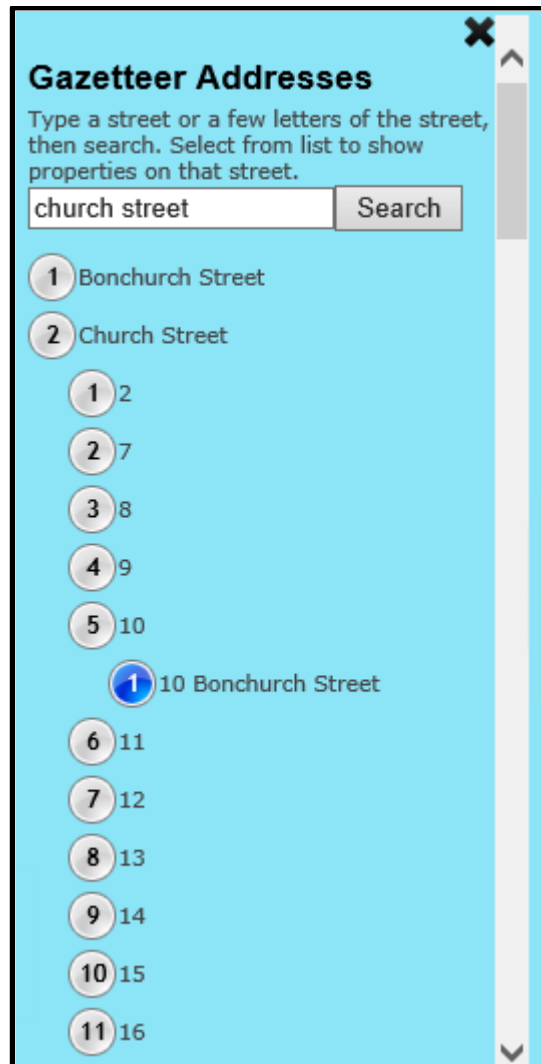 Gazetteer Addresses
Type a street or a few letters of the street,
then search. Select from list to show
properties on that street.
church street Search
1 Bonchurch Street
2 Church Street
1 2
2 7
3 8
4 9
5 10
1 10 Bonchurch Street
6 11
7 12
8 13
9 14
10 15
11 16